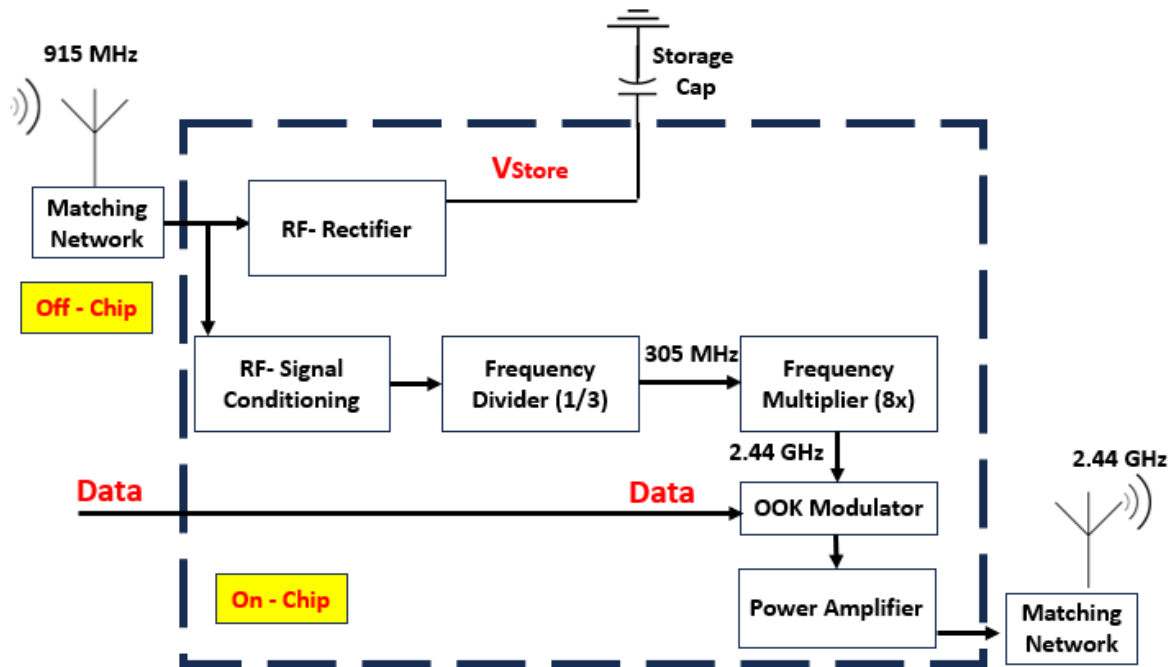 915 MHz
Storage
Cap
VStore
Matching
Network
RF- Rectifier
Off - Chip
RF- Signal
Conditioning
Frequency
Divider (1/3)
305 MHz
Frequency
Multiplier (8x)
2.44 GHz
2.44 GHz
Data
Data
OOK Modulator
On - Chip
Power Amplifier
Matching
Network